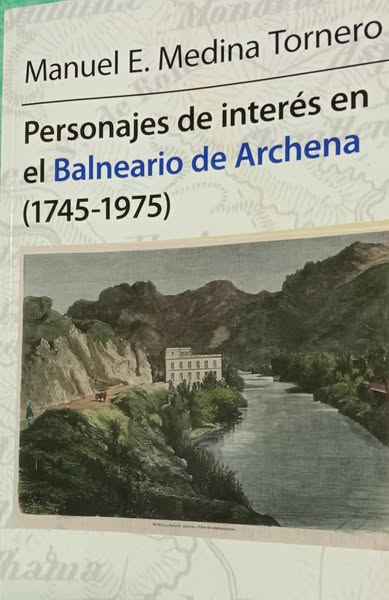 Manuel E. Medina Tornero
Personajes de interés en
el Balneario de Archena
(1745-1975)